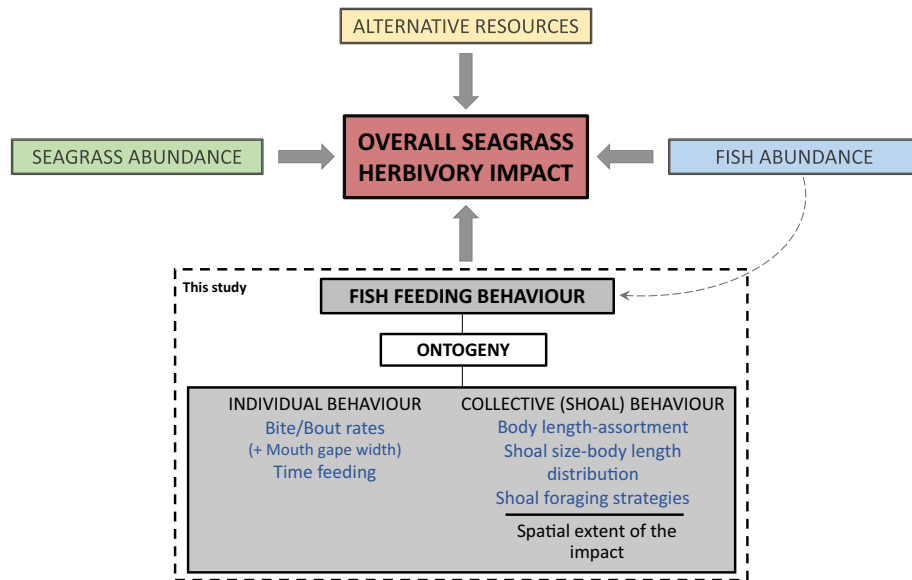 ALTERNATIVE RESOURCES
SEAGRASS ABUNDANCE
OVERALL SEAGRASS
HERBIVORY IMPACT
FISH ABUNDANCE
This study
FISH FEEDING BEHAVIOUR
ONTOGENY
INDIVIDUAL BEHAVIOUR
Bite/Bout rates
(+ Mouth gape width)
Time feeding
COLLECTIVE (SHOAL) BEHAVIOUR
Body length-assortment
Shoal size-body length
distribution
Shoal foraging strategies
Spatial extent of the
impact